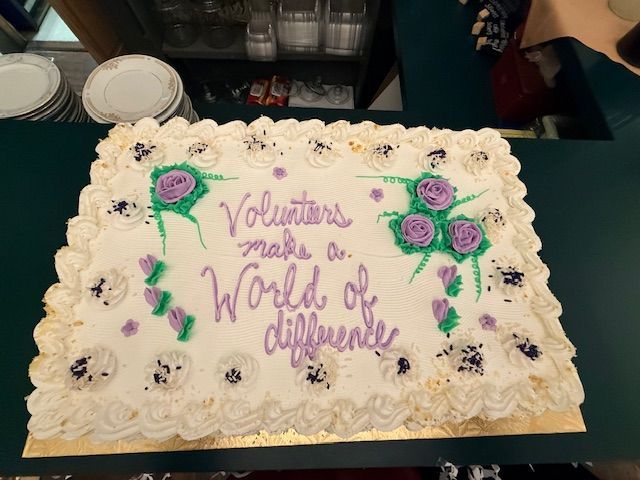 Volunteers
make a
World of
difference